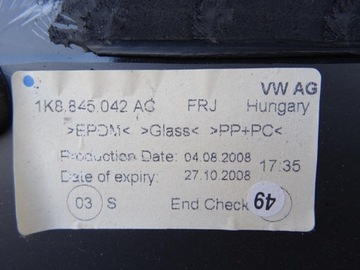 VW AG
1K8.845.042 AC FRJ Hungary
>EPDM< >Glass< >PP+PC<
Production Date: 04.08.2008 17:35
Date of expiry: 27.10.2008
03 S End Check 49